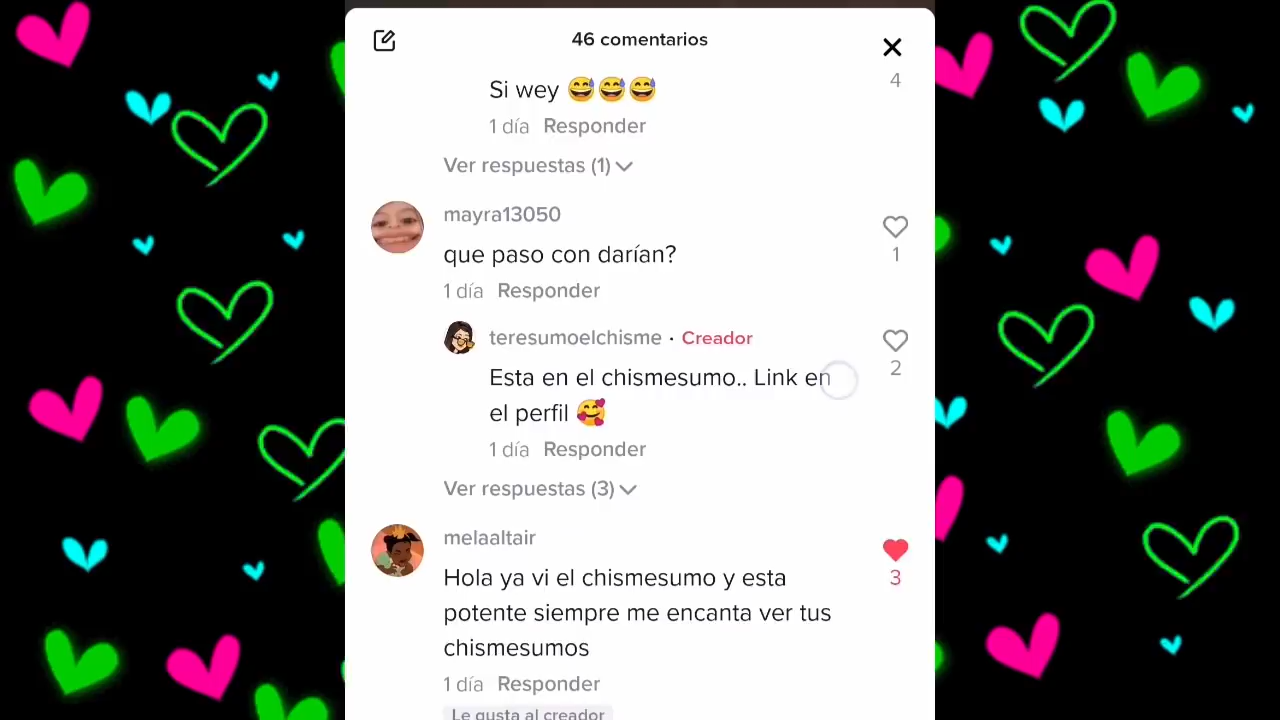 46 comentarios
4
Si wey 😅😅😅
1 día Responder
Ver respuestas (1)
mayra13050
que paso con darían?
1
1 día Responder
teresumoelchisme · Creador
Esta en el chismesumo.. Link en
2
el perfil 🥰
1 día Responder
Ver respuestas (3)
melaaltair
Hola ya vi el chismesumo y esta
3
potente siempre me encanta ver tus
chismesumos
1 día Responder
Le gusta al creador